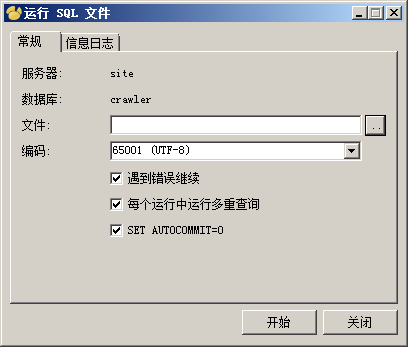 运行 SQL 文件
常规 信息日志
服务器: site
数据库: crawler
文件: ..
编码: 65001 (UTF-8)
遇到错误继续
每个运行中运行多重查询
SET AUTOCOMMIT=0
开始 关闭